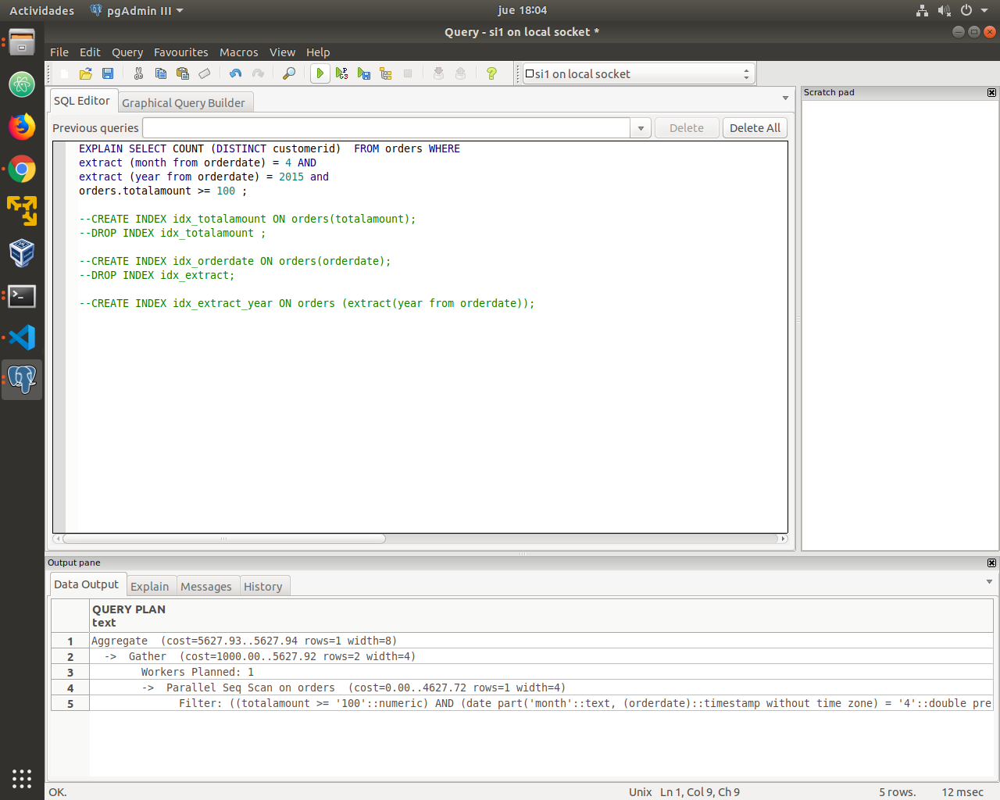 Actividades pgAdmin III jue 18:04
Query - si1 on local socket *
File Edit Query Favourites Macros View Help
si1 on local socket
SQL Editor Graphical Query Builder
Scratch pad
Previous queries Delete Delete All
EXPLAIN SELECT COUNT (DISTINCT customerid)  FROM orders WHERE
extract (month from orderdate) = 4 AND
extract (year from orderdate) = 2015 and
orders.totalamount >= 100 ;
--CREATE INDEX idx_totalamount ON orders(totalamount);
--DROP INDEX idx_totalamount ;
--CREATE INDEX idx_orderdate ON orders(orderdate);
--DROP INDEX idx_extract;
--CREATE INDEX idx_extract_year ON orders (extract(year from orderdate));
Output pane
Data Output Explain Messages History
QUERY PLAN
text
1 Aggregate  (cost=5627.93..5627.94 rows=1 width=8)
2 ->  Gather  (cost=1000.00..5627.92 rows=2 width=4)
3 Workers Planned: 1
4 ->  Parallel Seq Scan on orders  (cost=0.00..4627.72 rows=1 width=4)
5 Filter: ((totalamount >= '100'::numeric) AND (date_part('month'::text, (orderdate)::timestamp without time zone) = '4'::double pre
OK. Unix Ln 1, Col 9, Ch 9 5 rows. 12 msec